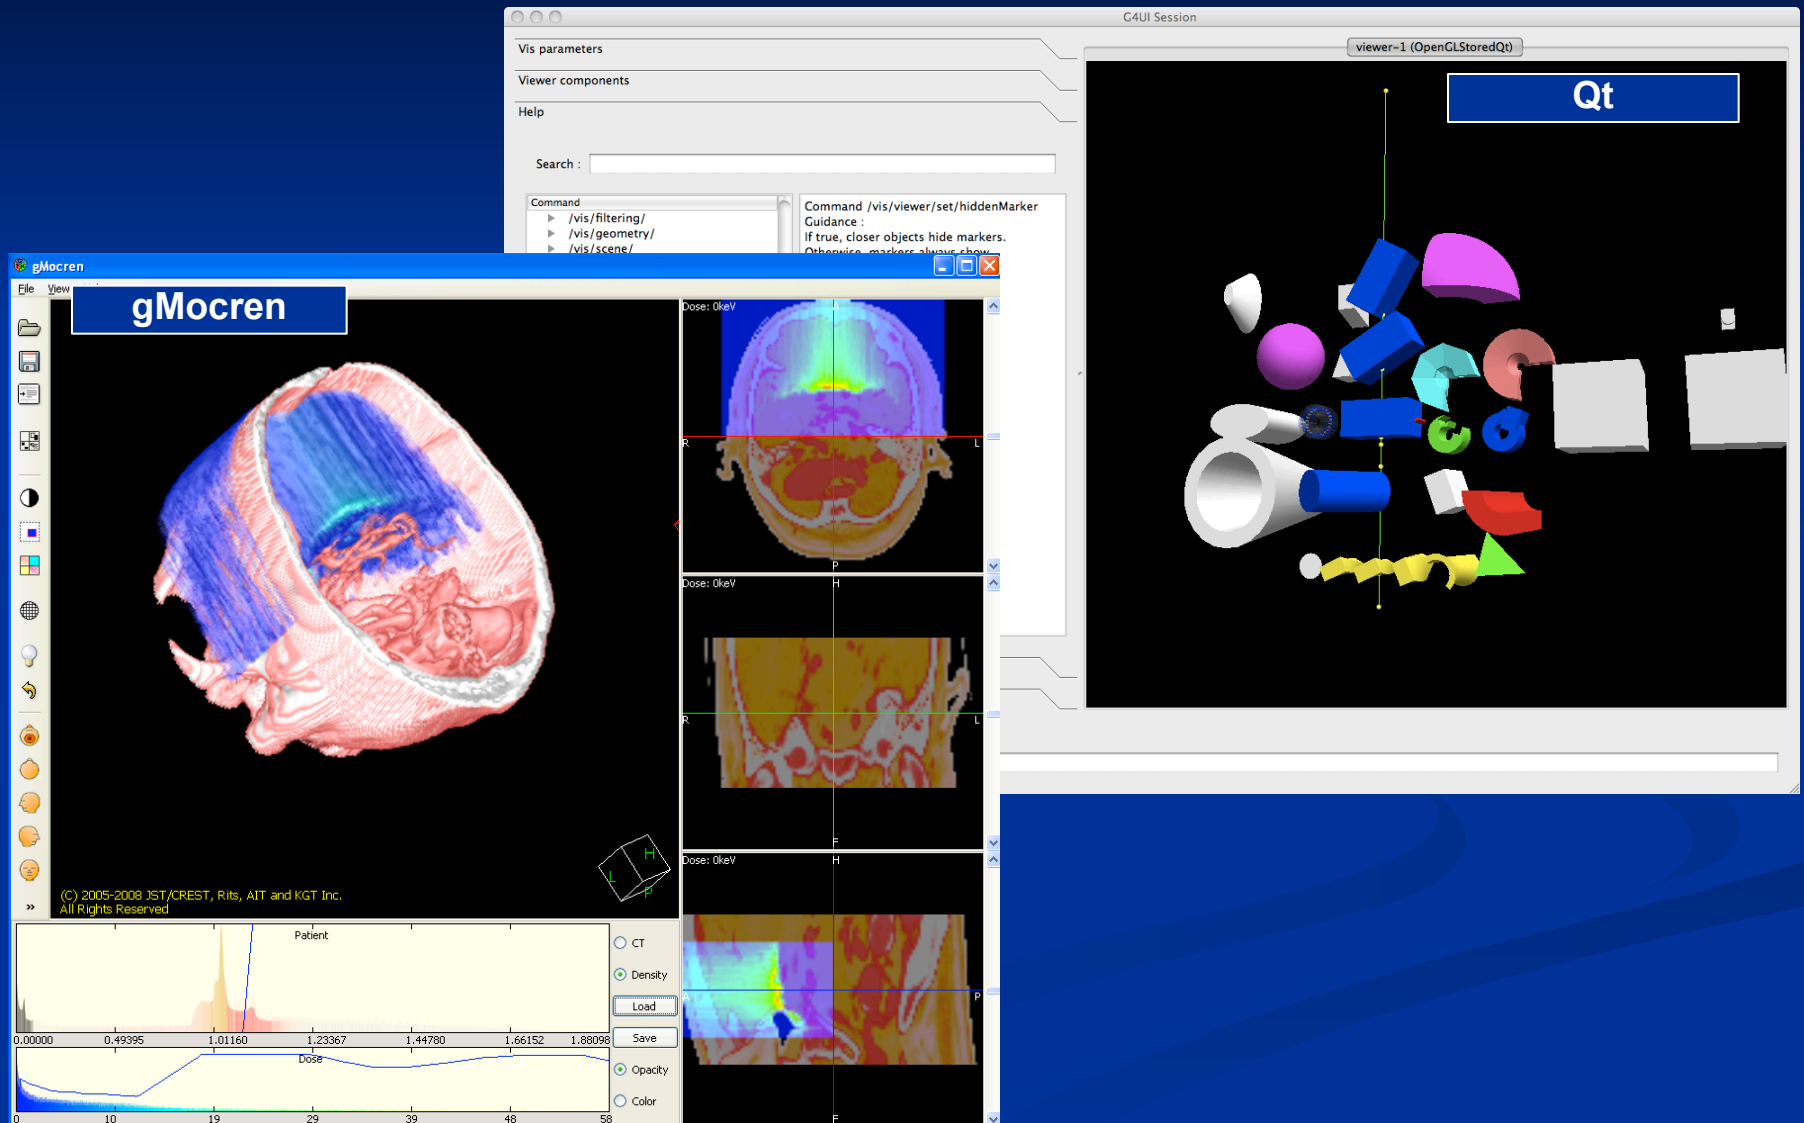 G4UI Session
Vis parameters
Viewer components
Help
Search :
Command
/vis/filtering/
/vis/geometry/
/vis/scene/
Command /vis/viewer/set/hiddenMarker
Guidance :
If true, closer objects hide markers.
Otherwise, markers always show.
viewer-1 (OpenGLStoredQt)
Qt
gMocren
File View
gMocren
Dose: 0keV
A
R
L
P
Dose: 0keV
H
R
L
F
Dose: 0keV
H
A
P
F
H
L
P
»
(C) 2005-2008 JST/CREST, Rits, AIT and KGT Inc.
All Rights Reserved
Patient
0.00000 0.49395 1.01160 1.23367 1.44780 1.66152 1.88098
Dose
0 10 19 29 39 48 58
CT
Density
Load
Save
Opacity
Color